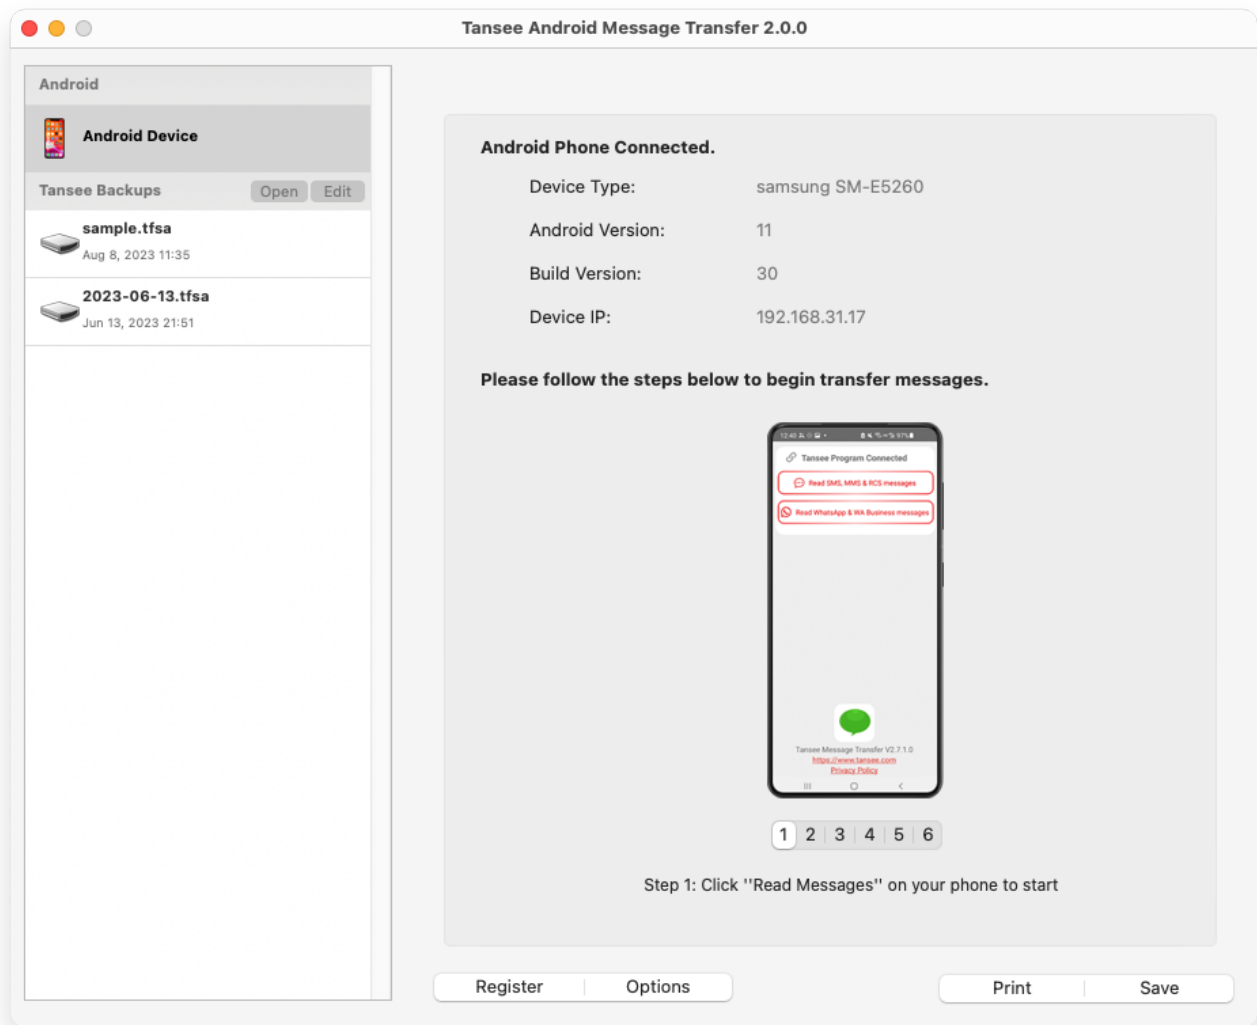 Tansee Android Message Transfer 2.0.0
Android
Android Device
Tansee Backups Open Edit
sample.tfsa
Aug 8, 2023 11:35
2023-06-13.tfsa
Jun 13, 2023 21:51
Android Phone Connected.
Device Type: samsung SM-E5260
Android Version: 11
Build Version: 30
Device IP: 192.168.31.17
Please follow the steps below to begin transfer messages.
12:40 97%
Tansee Program Connected
Read SMS, MMS & RCS messages
Read WhatsApp & WA Business messages
Tansee Message Transfer V2.7.1.0
https://www.tansee.com
Privacy Policy
1 2 3 4 5 6
Step 1: Click ''Read Messages'' on your phone to start
Register Options Print Save